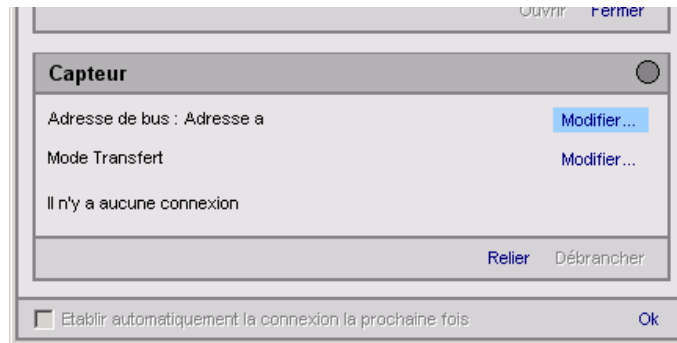 Ouvrir Fermer
Capteur
Adresse de bus : Adresse a Modifier...
Mode Transfert Modifier...
Il n'y a aucune connexion
Relier Débrancher
Etablir automatiquement la connexion la prochaine fois Ok